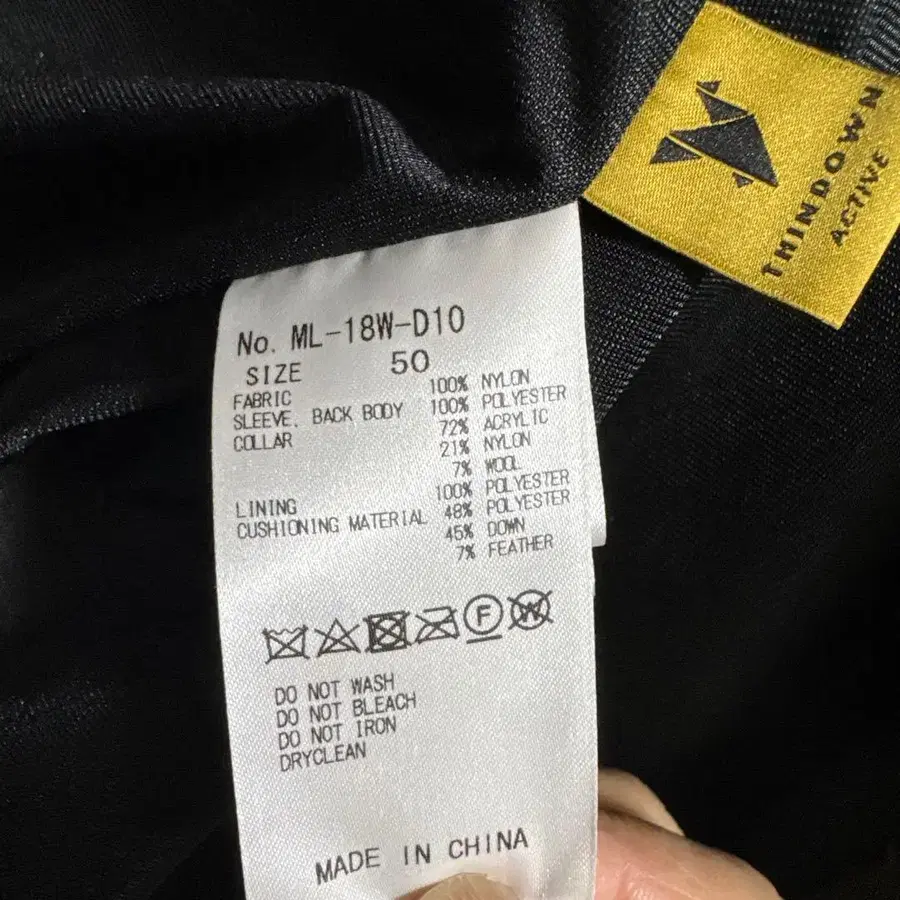 THINDOWN
ACTIVE
No. ML-18W-D10
SIZE 50
FABRIC 100% NYLON
SLEEVE, BACK BODY 100% POLYESTER
COLLAR 72% ACRYLIC
21% NYLON
7% WOOL
LINING 100% POLYESTER
CUSHIONING MATERIAL 48% POLYESTER
45% DOWN
7% FEATHER
F W
DO NOT WASH
DO NOT BLEACH
DO NOT IRON
DRYCLEAN
MADE IN CHINA